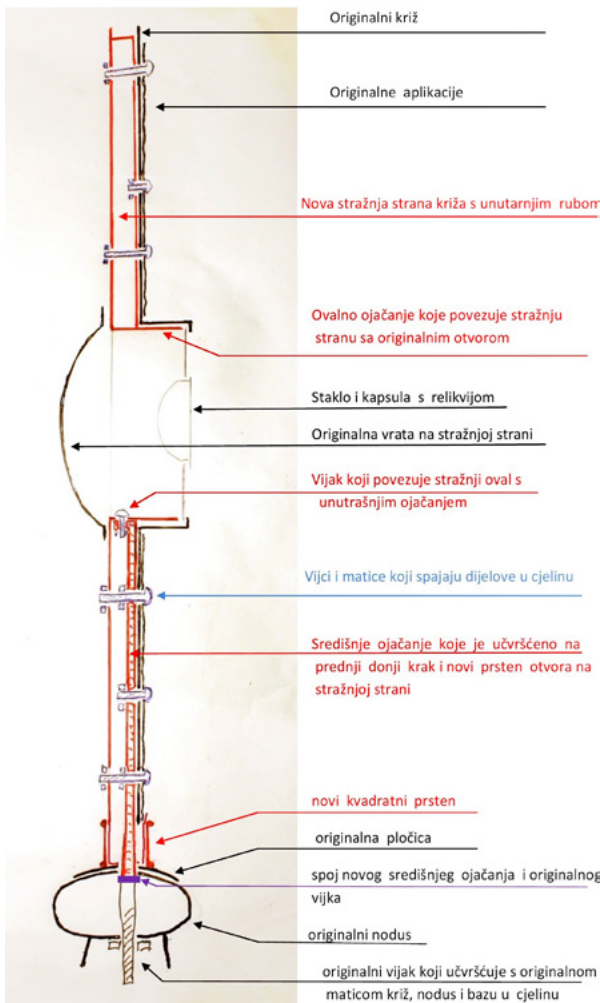 Originalni križ
Originalne aplikacije
Nova stražnja strana križa s unutarnjim rubom
Ovalno ojačanje koje povezuje stražnju
stranu sa originalnim otvorom
Staklo i kapsula s relikvijom
Originalna vrata na stražnjoj strani
Vijak koji povezuje stražnji oval s
unutrašnjim ojačanjem
Vijci i matice koji spajaju dijelove u cjelinu
Središnje ojačanje koje je učvršćeno na
prednji donji krak i novi prsten otvora na
stražnjoj strani
novi kvadratni prsten
originalna pločica
spoj novog središnjeg ojačanja i originalnog
vijka
originalni nodus
originalni vijak koji učvršćuje s originalnom
maticom križ, nodus i bazu u cjelinu